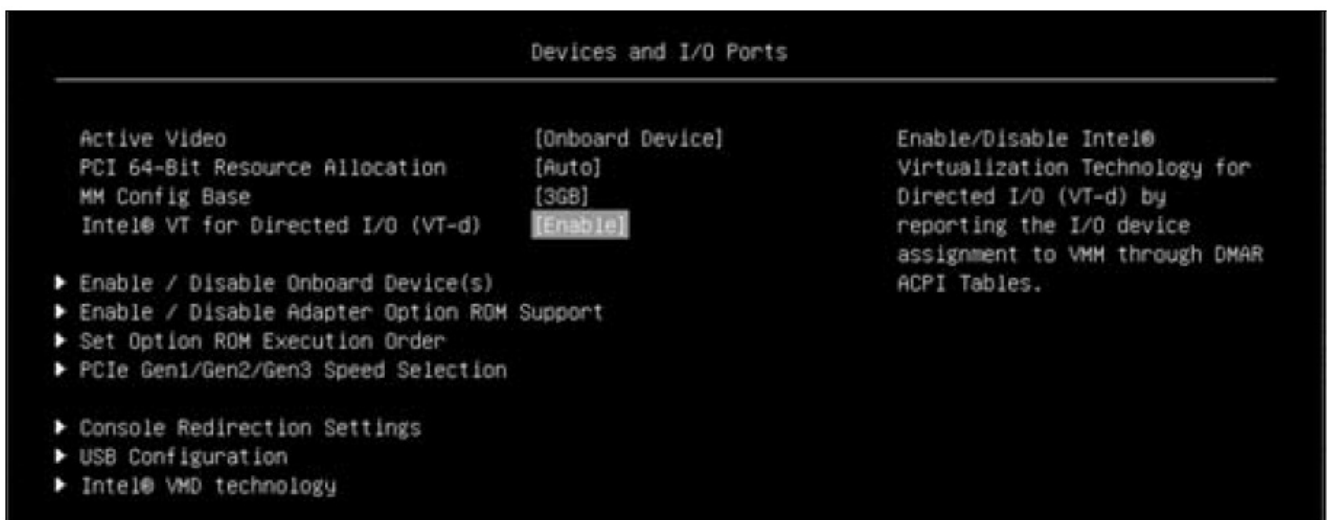 Devices and I/O Ports
Active Video [Onboard Device]
PCI 64-Bit Resource Allocation [Auto]
MM Config Base [3GB]
Intel® VT for Directed I/O (VT-d) [Enable]
▶ Enable / Disable Onboard Device(s)
▶ Enable / Disable Adapter Option ROM Support
▶ Set Option ROM Execution Order
▶ PCIe Gen1/Gen2/Gen3 Speed Selection
▶ Console Redirection Settings
▶ USB Configuration
▶ Intel® VMD technology
Enable/Disable Intel®
Virtualization Technology for
Directed I/O (VT-d) by
reporting the I/O device
assignment to VMM through DMAR
ACPI Tables.